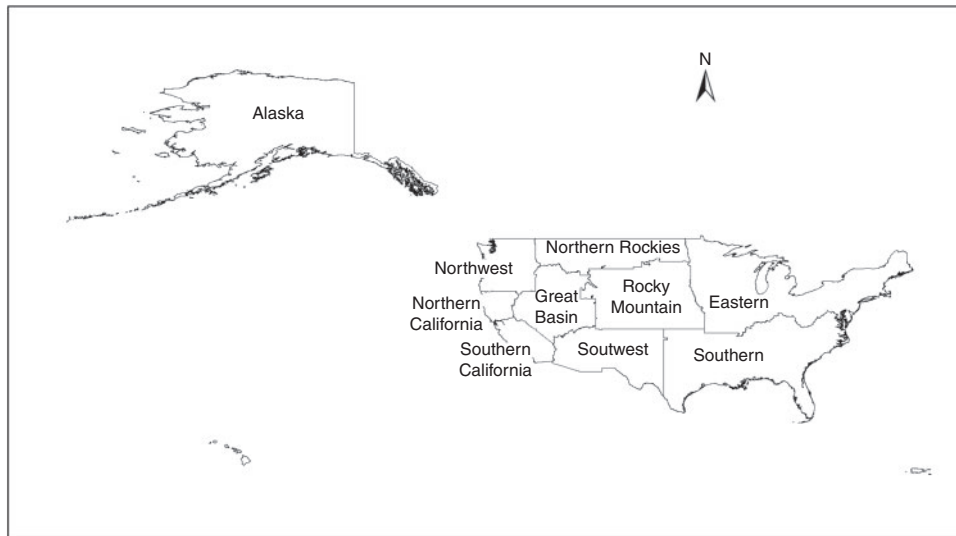 N
Alaska
Northern Rockies
Northwest
Rocky
Mountain
Great
Basin
Eastern
Northern
California
Southern
California
Soutwest
Southern